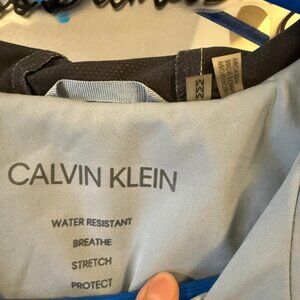 CALVIN KLEIN
WATER RESISTANT
BREATHE
STRETCH
PROTECT